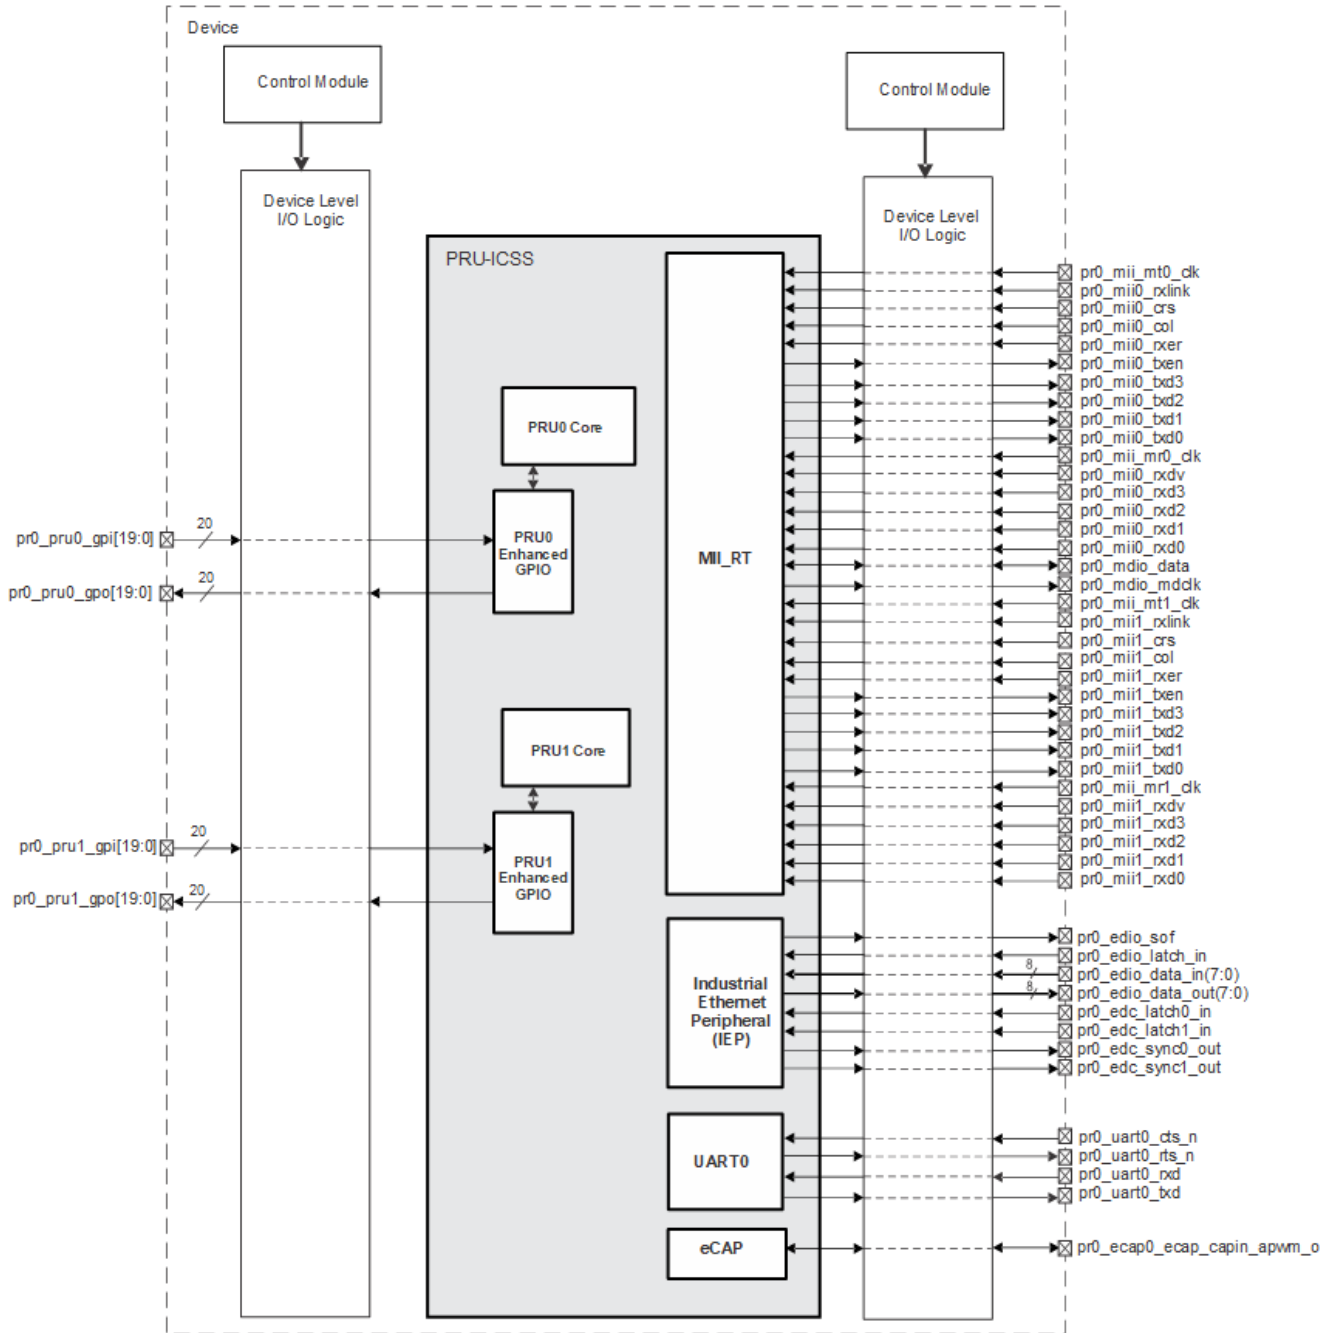 Device
Control Module
Control Module
Device Level
I/O Logic
Device Level
I/O Logic
PRU-ICSS
PRU0 Core
PRU0
Enhanced
GPIO
PRU1 Core
PRU1
Enhanced
GPIO
MII_RT
Industrial
Ethernet
Peripheral
(IEP)
UART0
eCAP
pr0_pru0_gpi[19:0]
20
pr0_pru0_gpo[19:0]
20
pr0_pru1_gpi[19:0]
20
pr0_pru1_gpo[19:0]
20
pr0_mii_mt0_clk
pr0_mii0_rxlink
pr0_mii0_crs
pr0_mii0_col
pr0_mii0_rxer
pr0_mii0_txen
pr0_mii0_txd3
pr0_mii0_txd2
pr0_mii0_txd1
pr0_mii0_txd0
pr0_mii_mr0_clk
pr0_mii0_rxdv
pr0_mii0_rxd3
pr0_mii0_rxd2
pr0_mii0_rxd1
pr0_mii0_rxd0
pr0_mdio_data
pr0_mdio_mdclk
pr0_mii_mt1_clk
pr0_mii1_rxlink
pr0_mii1_crs
pr0_mii1_col
pr0_mii1_rxer
pr0_mii1_txen
pr0_mii1_txd3
pr0_mii1_txd2
pr0_mii1_txd1
pr0_mii1_txd0
pr0_mii_mr1_clk
pr0_mii1_rxdv
pr0_mii1_rxd3
pr0_mii1_rxd2
pr0_mii1_rxd1
pr0_mii1_rxd0
pr0_edio_sof
pr0_edio_latch_in
8
pr0_edio_data_in(7:0)
8
pr0_edio_data_out(7:0)
pr0_edc_latch0_in
pr0_edc_latch1_in
pr0_edc_sync0_out
pr0_edc_sync1_out
pr0_uart0_cts_n
pr0_uart0_rts_n
pr0_uart0_rxd
pr0_uart0_txd
pr0_ecap0_ecap_capin_apwm_o